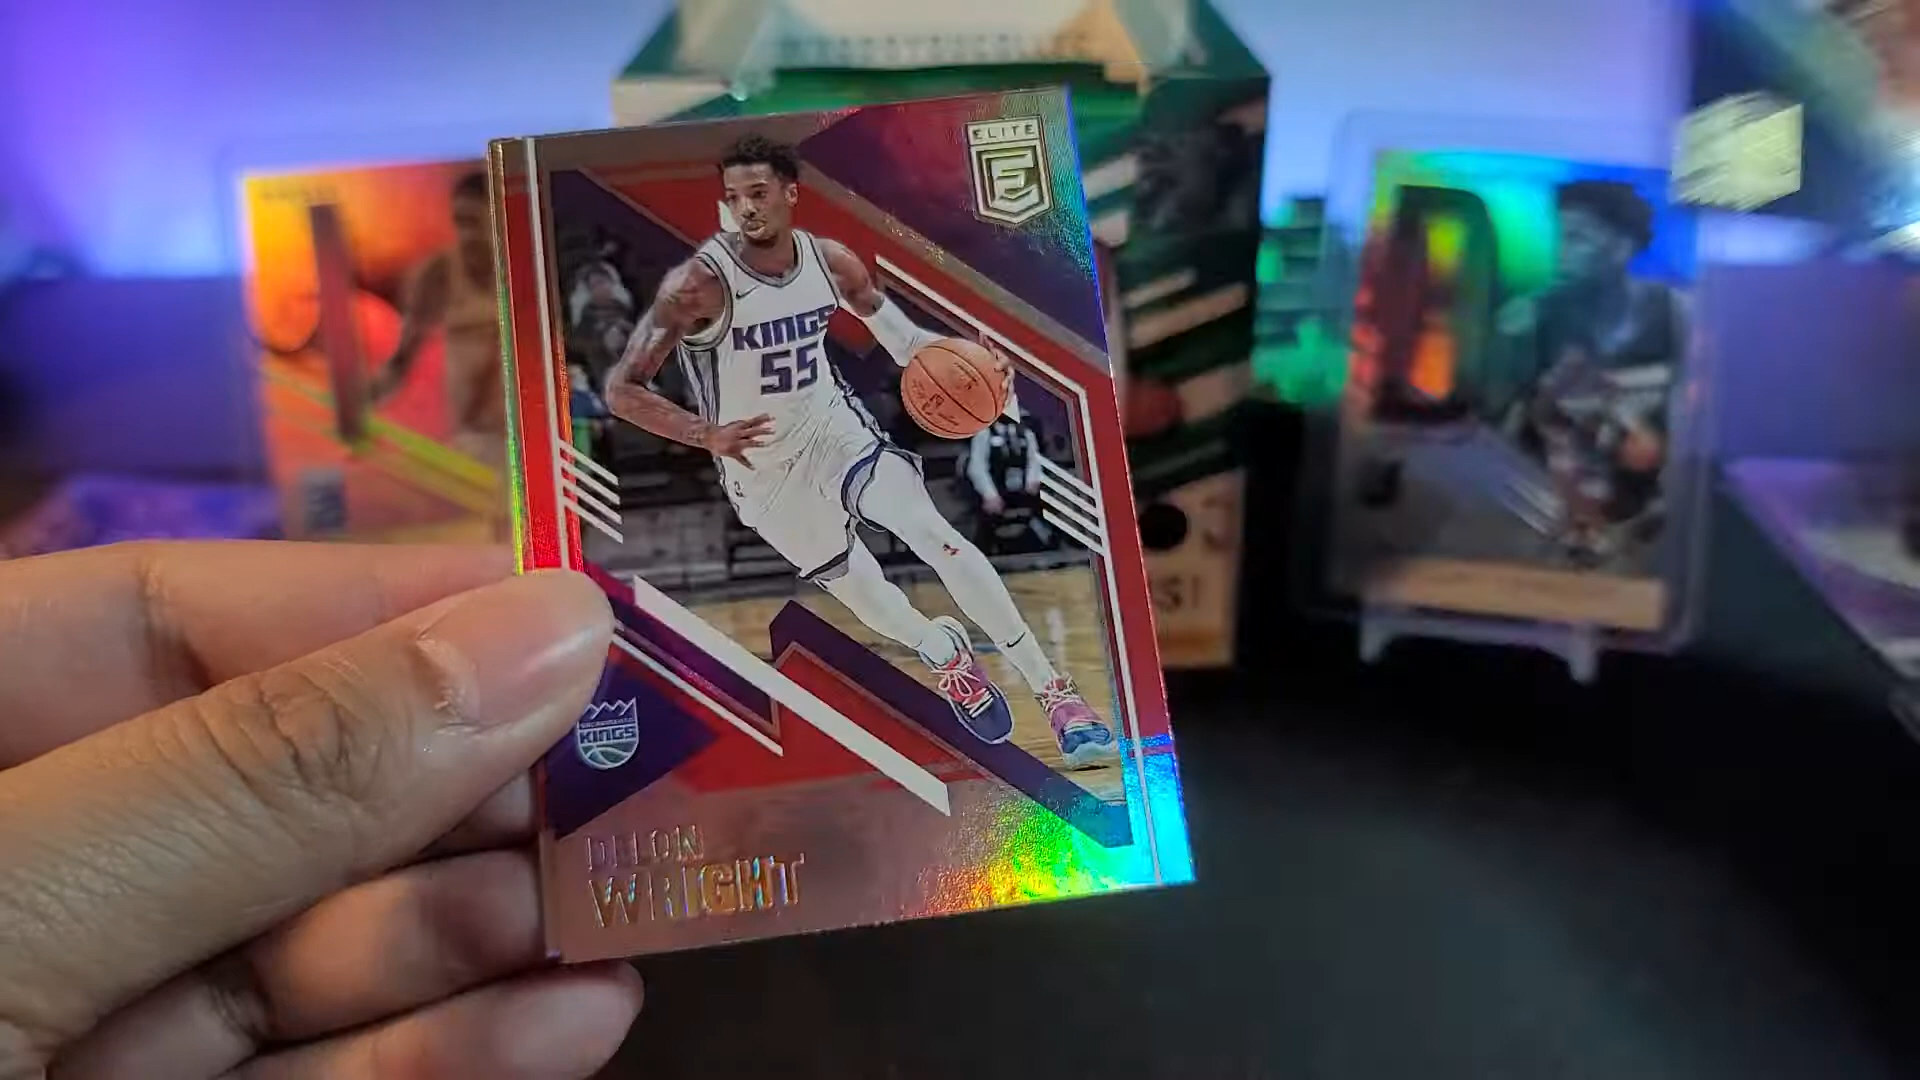 ELITE
E
KINGS
55
SACRAMENTO
KINGS
DELON
WRIGHT